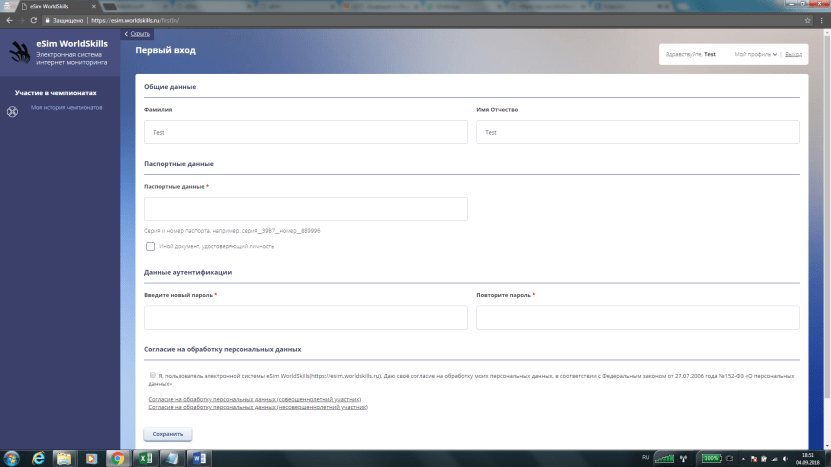 eSim WorldSkills
Защищено | https://esim.worldskills.ru/firstin/
Скрыть
eSim WorldSkills
Электронная система
интернет мониторинга
Первый вход
Здравствуйте, Test
Мой профиль | Выход
Участие в чемпионатах
Моя история чемпионатов
Общие данные
Фамилия
Имя Отчество
Test
Test
Паспортные данные
Паспортные данные *
Серия и номер паспорта, например: серия__3967__номер__889996
Иной документ, удостоверяющий личность
Данные аутентификации
Введите новый пароль *
Повторите пароль *
Согласие на обработку персональных данных
Я, пользователь электронной системы eSim WorldSkills(https://esim.worldskills.ru), Даю своё согласие на обработку моих персональных данных, в соответствии с Федеральным законом от 27.07.2006 года №152-ФЗ «О персональных
данных»
Согласие на обработку персональных данных (совершеннолетний участник)
Согласие на обработку персональных данных (несовершеннолетний участник)
Сохранить
RU
100%
18:51
04.09.2018